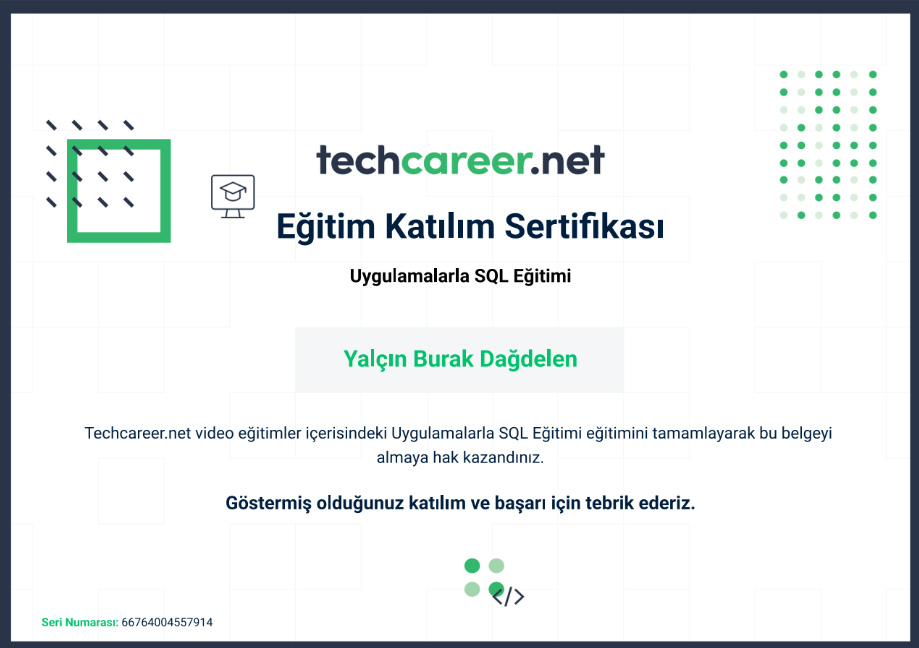 techcareer.net
Eğitim Katılım Sertifikası
Uygulamalarla SQL Eğitimi
Yalçın Burak Dağdelen
Techcareer.net video eğitimler içerisindeki Uygulamalarla SQL Eğitimi eğitimini tamamlayarak bu belgeyi
almaya hak kazandınız.
Göstermiş olduğunuz katılım ve başarı için tebrik ederiz.
</>
Seri Numarası: 66764004557914